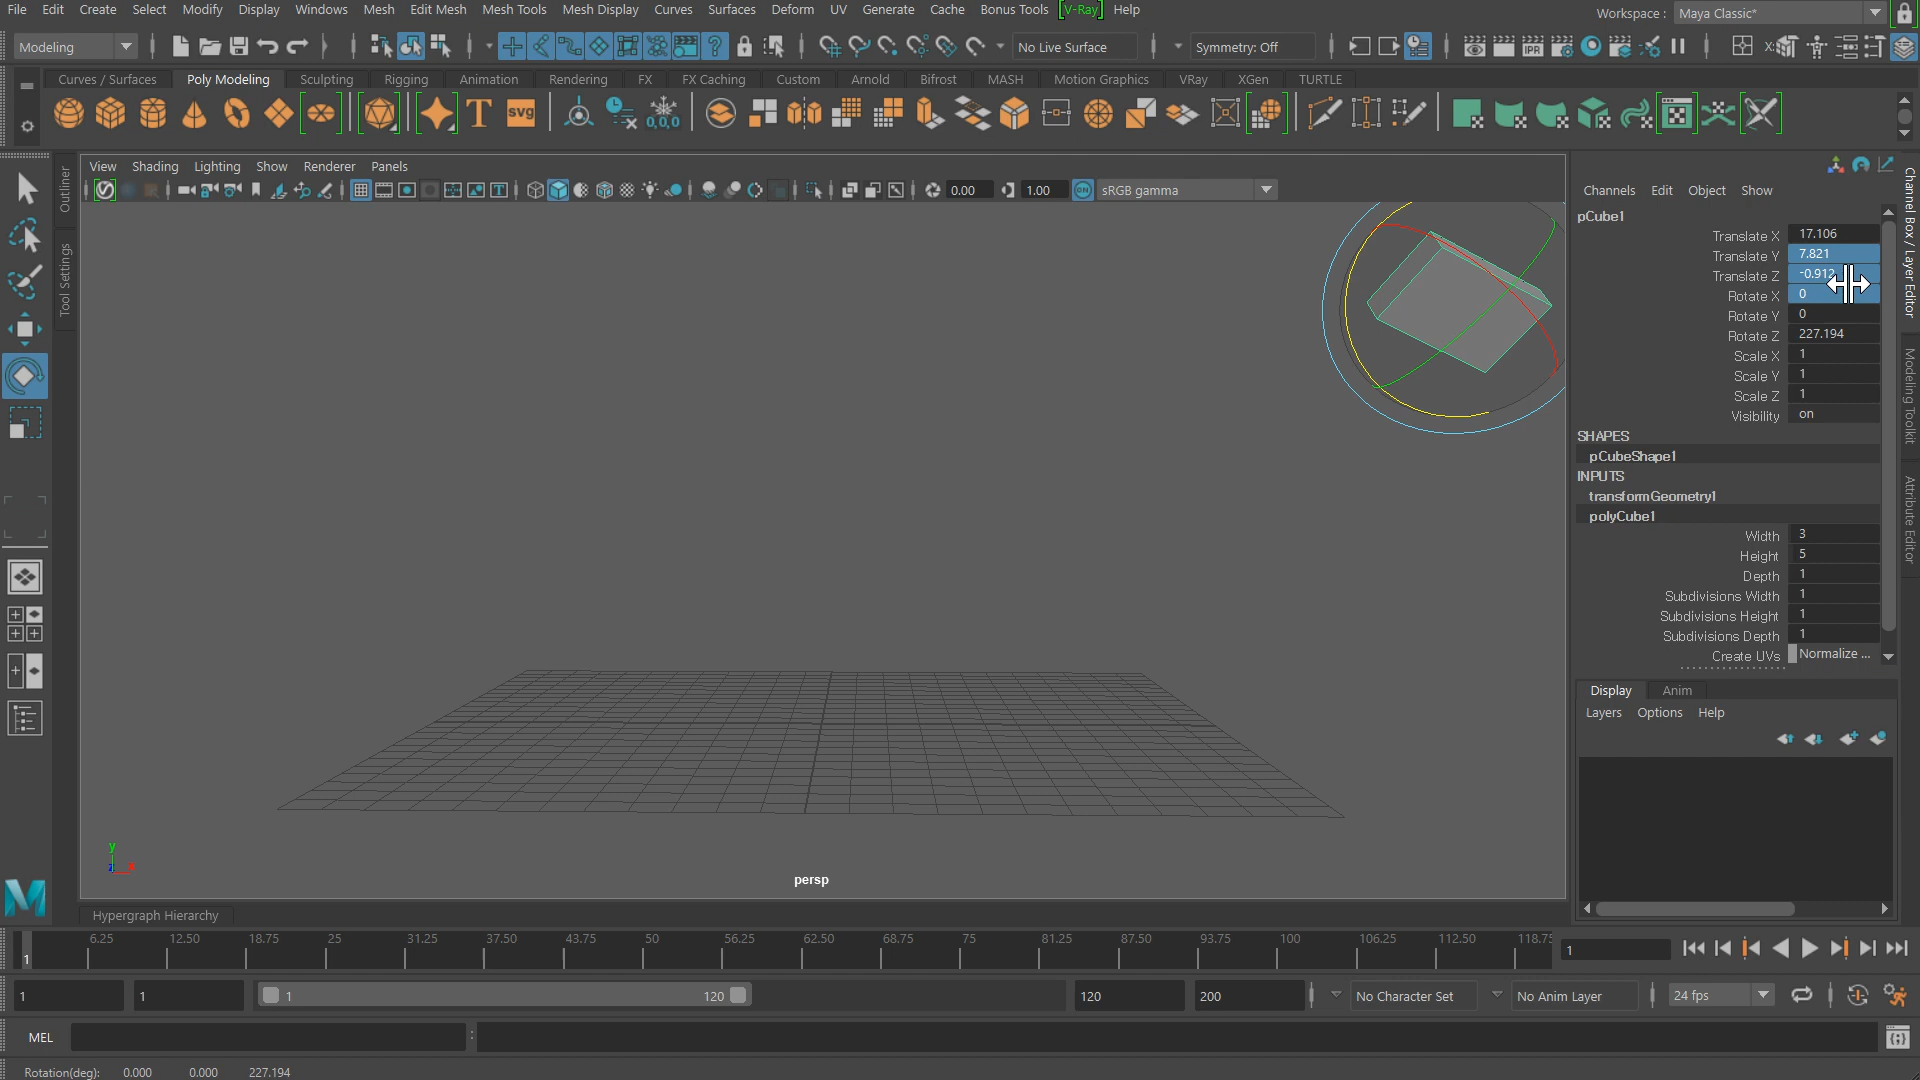 File Edit Create Select Modify Display Windows Mesh Edit Mesh Mesh Tools Mesh Display Curves Surfaces Deform UV Generate Cache Bonus Tools V-Ray Help
Workspace : Maya Classic*
Modeling
No Live Surface
Symmetry: Off
IPR
Curves / Surfaces Poly Modeling Sculpting Rigging Animation Rendering FX FX Caching Custom Arnold Bifrost MASH Motion Graphics VRay XGen TURTLE
T
SVG
0,0,0
View Shading Lighting Show Renderer Panels
0.00
1.00
ON
sRGB gamma
Outliner
Tool Settings
Channels Edit Object Show
pCube1
Translate X 17.106
Translate Y 7.821
Translate Z -0.912
Rotate X 0
Rotate Y 0
Rotate Z 227.194
Scale X 1
Scale Y 1
Scale Z 1
Visibility on
SHAPES
pCubeShape1
INPUTS
transformGeometry1
polyCube1
Width 3
Height 5
Depth 1
Subdivisions Width 1
Subdivisions Height 1
Subdivisions Depth 1
Create UVs Normalize ...
Channel Box / Layer Editor
Modeling Toolkit
Attribute Editor
Display Anim
Layers Options Help
y
z x
persp
Hypergraph Hierarchy
6.25 12.50 18.75 25 31.25 37.50 43.75 50 56.25 62.50 68.75 75 81.25 87.50 93.75 100 106.25 112.50 118.75
1
1
1 1 1 120 120 200
No Character Set
No Anim Layer
24 fps
MEL
Rotation(deg): 0.000 0.000 227.194